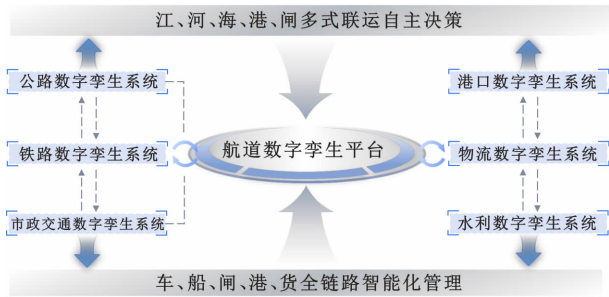 江、河、海、港、闸多式联运自主决策
公路数字孪生系统
港口数字孪生系统
铁路数字孪生系统
航道数字孪生平台
物流数字孪生系统
市政交通数字孪生系统
水利数字孪生系统
车、船、闸、港、货全链路智能化管理